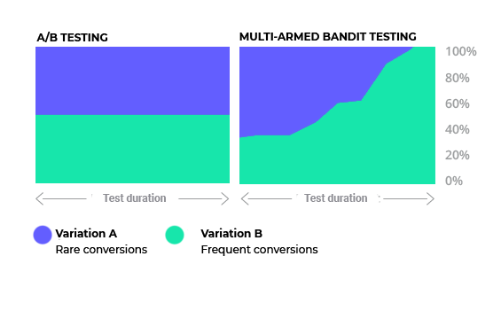 A/B TESTING
MULTI-ARMED BANDIT TESTING
100%
80%
60%
40%
20%
0%
Test duration
Test duration
Variation A
Rare conversions
Variation B
Frequent conversions